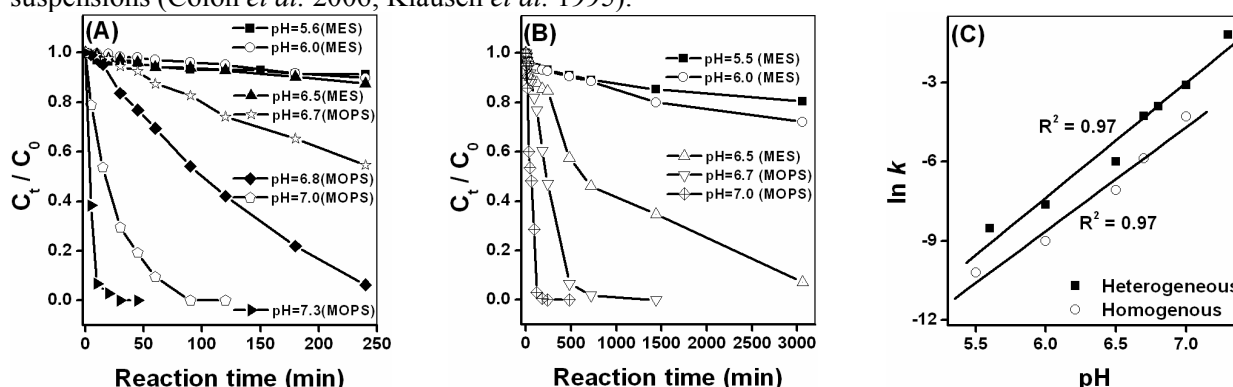 suspensions (Colón et al. 2006; Klausen et al. 1995).
(A)
pH=5.6(MES)
pH=6.0(MES)
pH=6.5(MES)
pH=6.7(MOPS)
pH=6.8(MOPS)
pH=7.0(MOPS)
pH=7.3(MOPS)
Ct / C0
1.0
0.8
0.6
0.4
0.2
0.0
0 50 100 150 200 250
Reaction time (min)
(B)
pH=5.5 (MES)
pH=6.0 (MES)
pH=6.5 (MES)
pH=6.7 (MOPS)
pH=7.0 (MOPS)
Ct / C0
1.0
0.8
0.6
0.4
0.2
0.0
0 500 1000 1500 2000 2500 3000
Reaction time (min)
(C)
R² = 0.97
R² = 0.97
Heterogeneous
Homogenous
ln k
-3
-6
-9
-12
5.5 6.0 6.5 7.0
pH